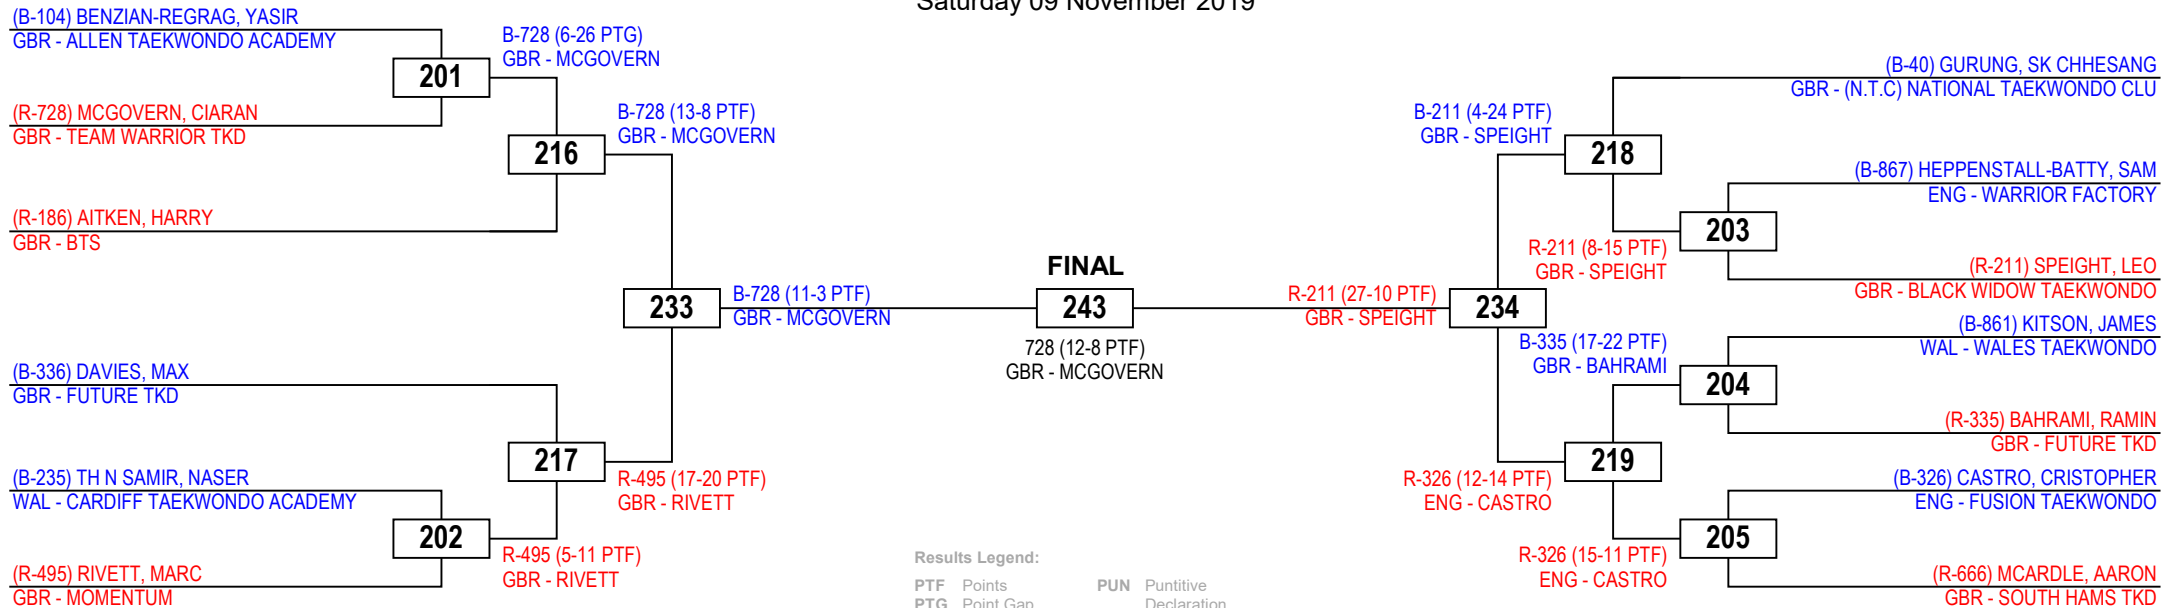 Saturday 09 November 2019
(B-104) BENZIAN-REGRAG, YASIR
GBR - ALLEN TAEKWONDO ACADEMY
201
(R-728) MCGOVERN, CIARAN
GBR - TEAM WARRIOR TKD
B-728 (6-26 PTG)
GBR - MCGOVERN
216
(R-186) AITKEN, HARRY
GBR - BTS
B-728 (13-8 PTF)
GBR - MCGOVERN
233
B-728 (11-3 PTF)
GBR - MCGOVERN
(B-336) DAVIES, MAX
GBR - FUTURE TKD
217
R-495 (17-20 PTF)
GBR - RIVETT
(B-235) TH N SAMIR, NASER
WAL - CARDIFF TAEKWONDO ACADEMY
202
R-495 (5-11 PTF)
GBR - RIVETT
(R-495) RIVETT, MARC
GBR - MOMENTUM
FINAL
243
728 (12-8 PTF)
GBR - MCGOVERN
(B-40) GURUNG, SK CHHESANG
GBR - (N.T.C) NATIONAL TAEKWONDO CLU
B-211 (4-24 PTF)
GBR - SPEIGHT
218
(B-867) HEPPENSTALL-BATTY, SAM
ENG - WARRIOR FACTORY
203
R-211 (8-15 PTF)
GBR - SPEIGHT
(R-211) SPEIGHT, LEO
GBR - BLACK WIDOW TAEKWONDO
R-211 (27-10 PTF)
GBR - SPEIGHT
234
(B-861) KITSON, JAMES
WAL - WALES TAEKWONDO
B-335 (17-22 PTF)
GBR - BAHRAMI
204
(R-335) BAHRAMI, RAMIN
GBR - FUTURE TKD
219
R-326 (12-14 PTF)
ENG - CASTRO
(B-326) CASTRO, CRISTOPHER
ENG - FUSION TAEKWONDO
205
R-326 (15-11 PTF)
ENG - CASTRO
(R-666) MCARDLE, AARON
GBR - SOUTH HAMS TKD
Results Legend:
PTF Points PUN Puntitive
PTG Point Gap Declaration